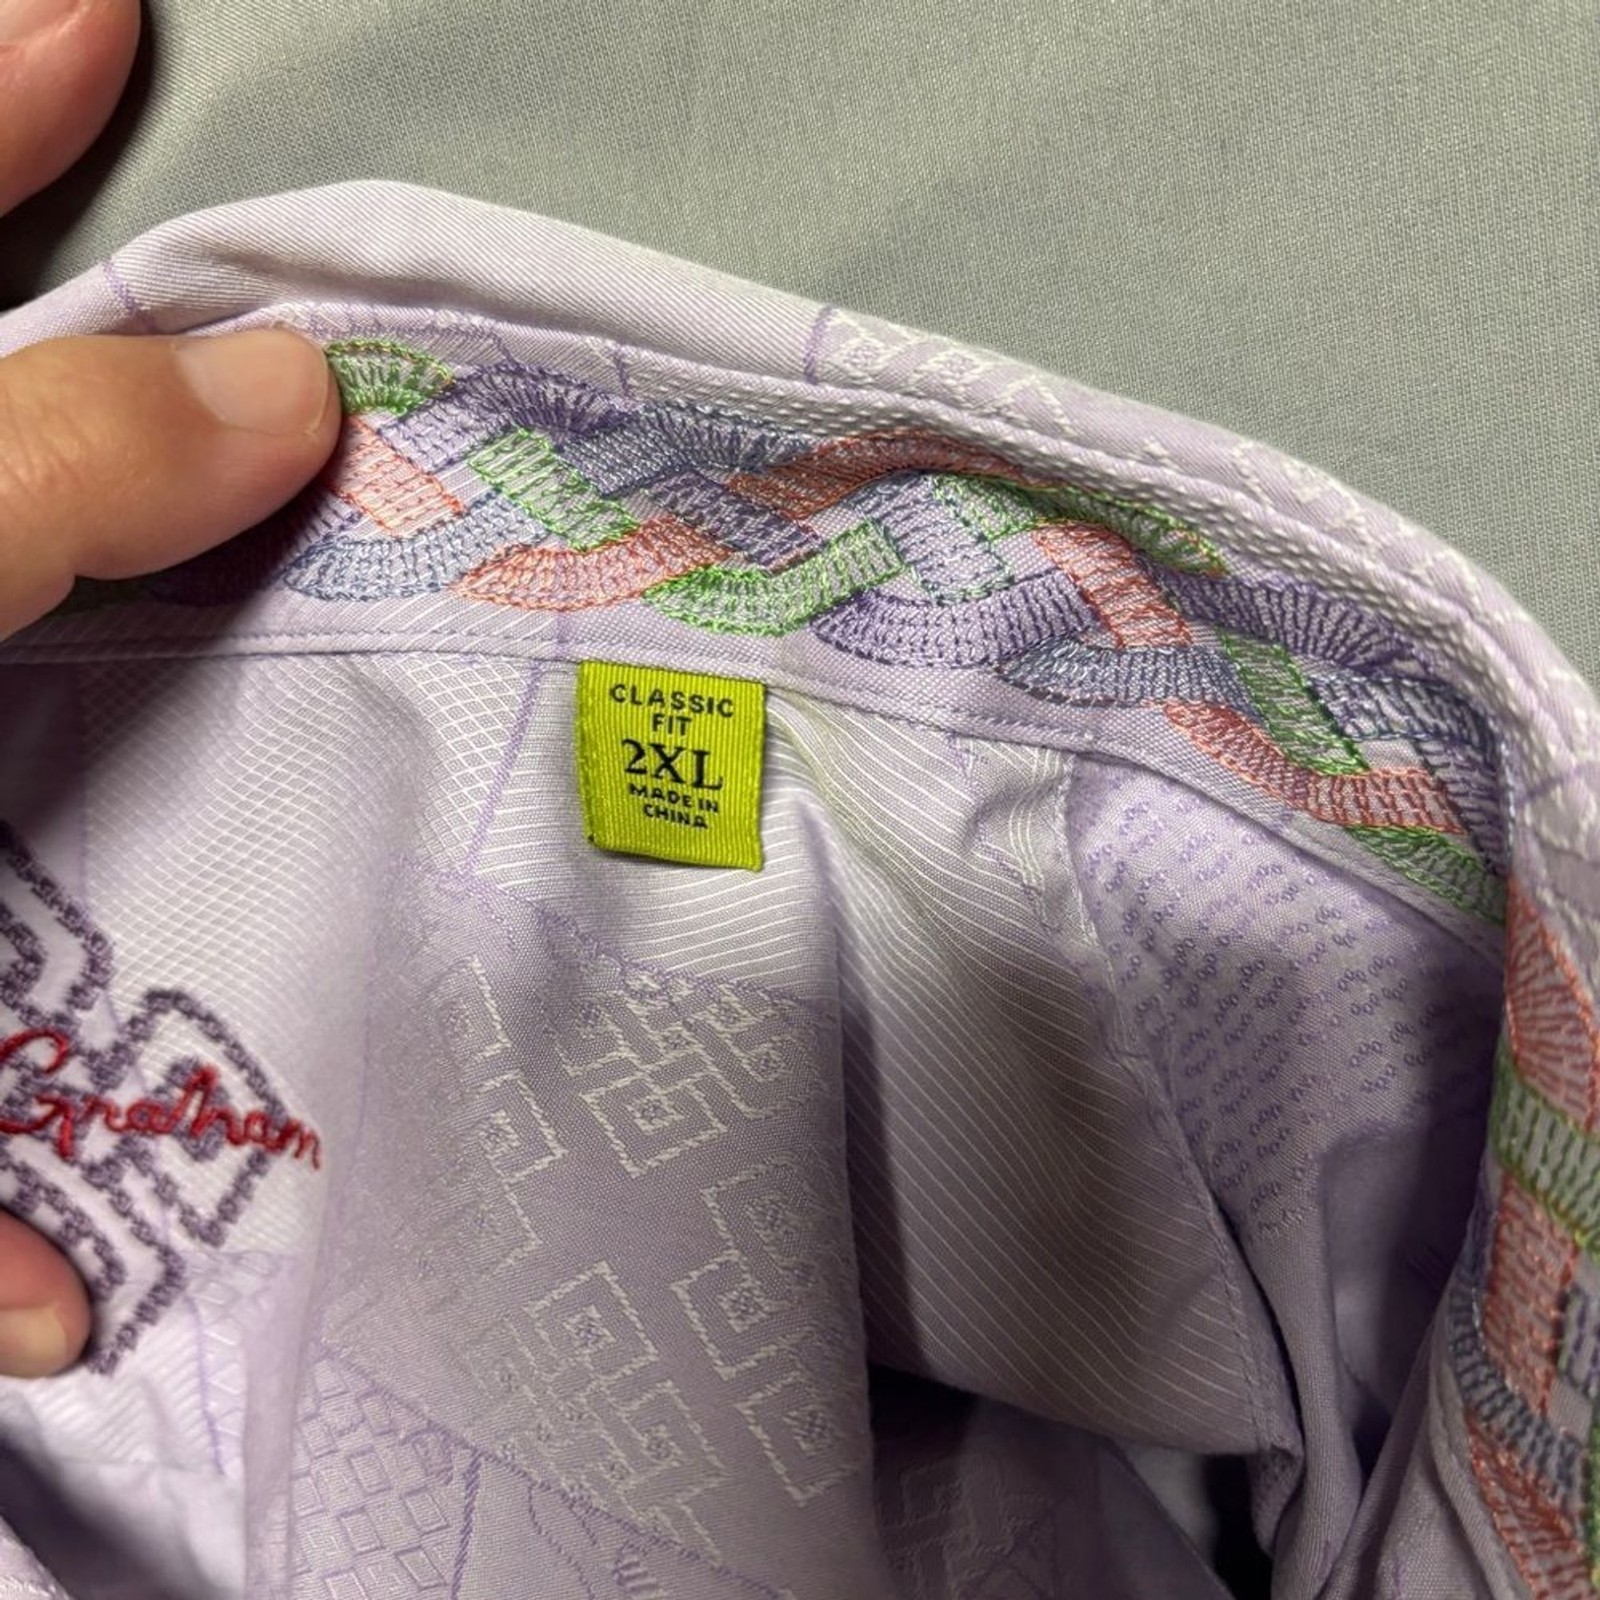 CLASSIC
FIT
2XL
MADE IN
CHINA
Graham